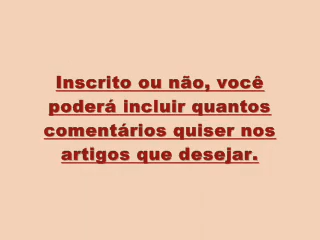 Inscrito ou não, você
poderá incluir quantos
comentários quiser nos
artigos que desejar.